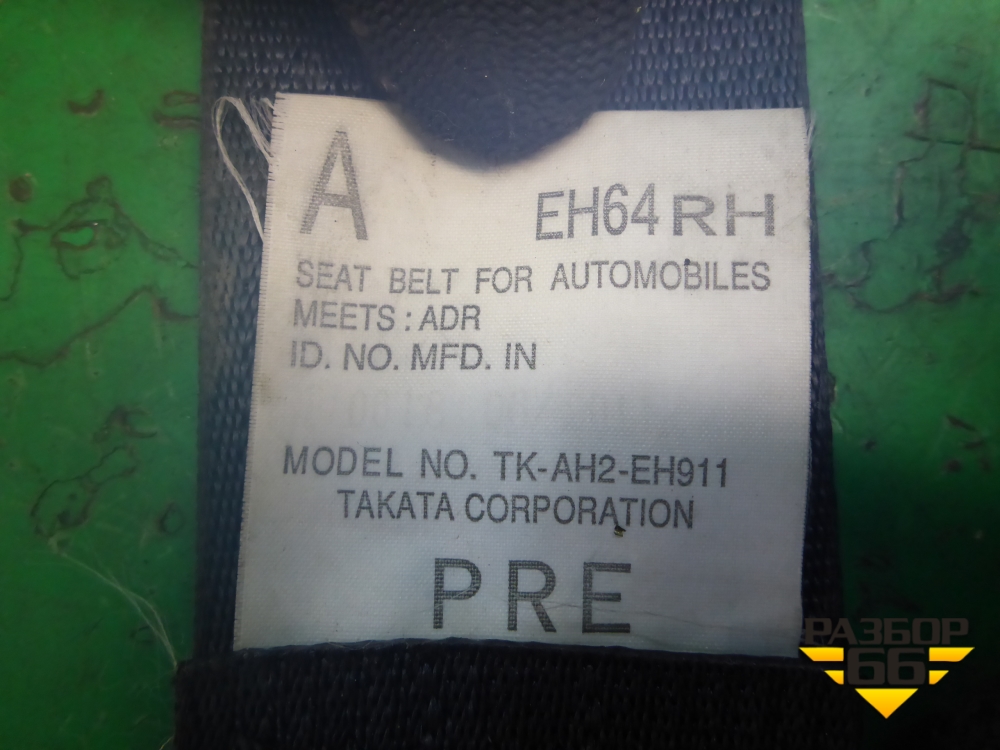 A
EH64 RH
SEAT BELT FOR AUTOMOBILES
MEETS : ADR
ID. NO. MFD. IN
MODEL NO. TK-AH2-EH911
TAKATA CORPORATION
PRE
РАЗБОР
66